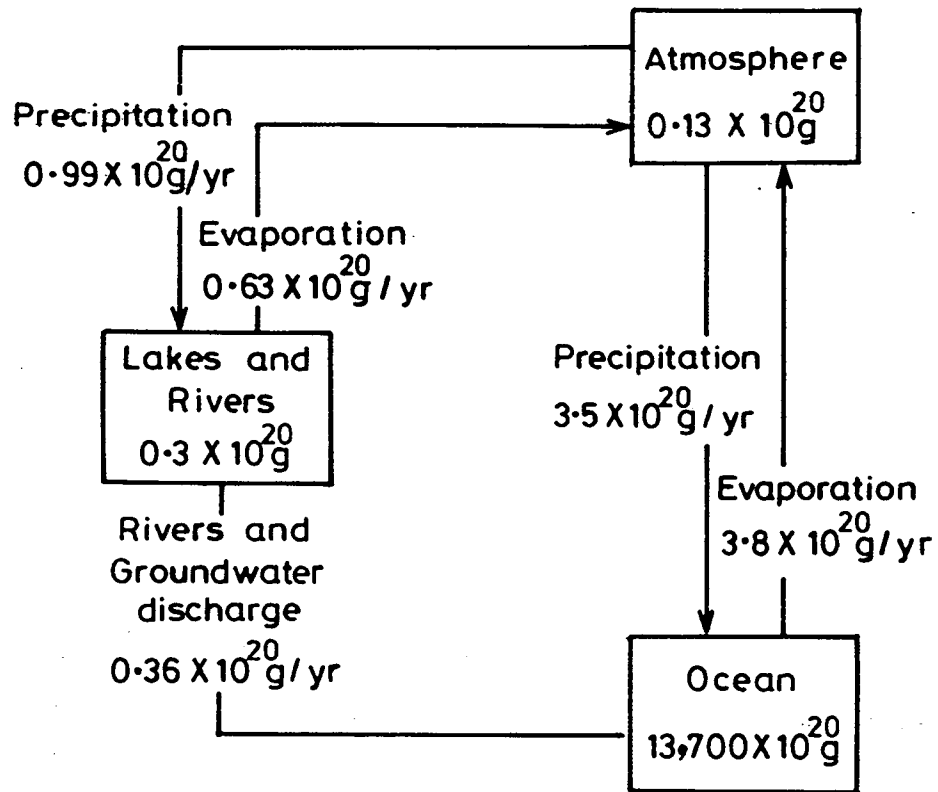 Atmosphere
0·13 X 10²⁰g
Precipitation
0·99 X 10²⁰g/yr
Evaporation
0·63 X 10²⁰g / yr
Lakes and
Rivers
0·3 X 10²⁰g
Precipitation
3·5 X 10²⁰g / yr
Evaporation
3·8 X 10²⁰g/yr
Rivers and
Groundwater
discharge
0·36 X 10²⁰g/ yr
Ocean
13,700 X 10²⁰g